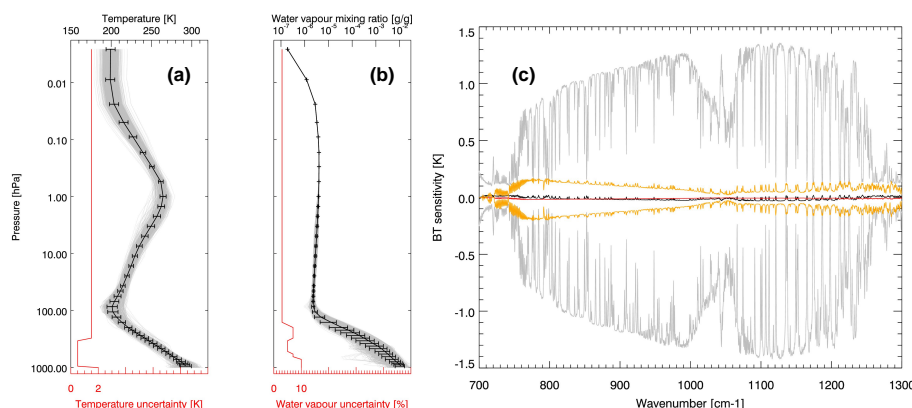 Temperature [K]
150 200 250 300
(a)
0.01
0.10
1.00
10.00
100.00
1000.00
Pressure [hPa]
0 2
Temperature uncertainty [K]
Water vapour mixing ratio [g/g]
10⁻⁷ 10⁻⁶ 10⁻⁵ 10⁻⁴ 10⁻³ 10⁻²
(b)
0 10
Water vapour uncertainty [%]
(c)
1.5
1.0
0.5
0.0
-0.5
-1.0
-1.5
BT sensitivity [K]
700 800 900 1000 1100 1200 1300
Wavenumber [cm-1]